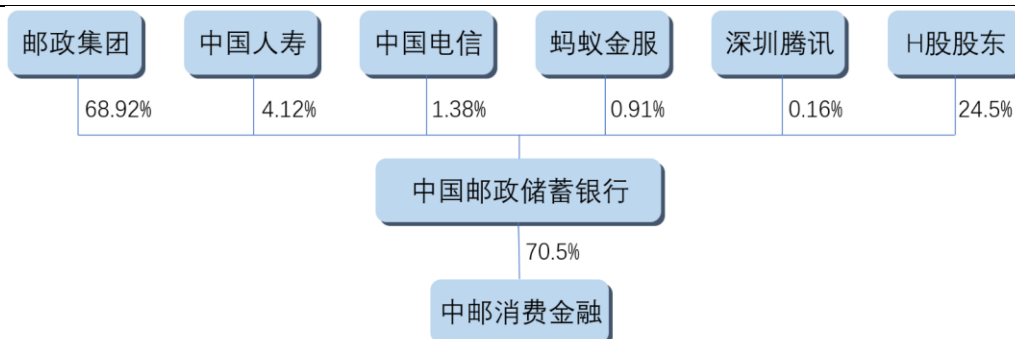 邮政集团
中国人寿
中国电信
蚂蚁金服
深圳腾讯
H股股东
68.92%
4.12%
1.38%
0.91%
0.16%
24.5%
中国邮政储蓄银行
70.5%
中邮消费金融